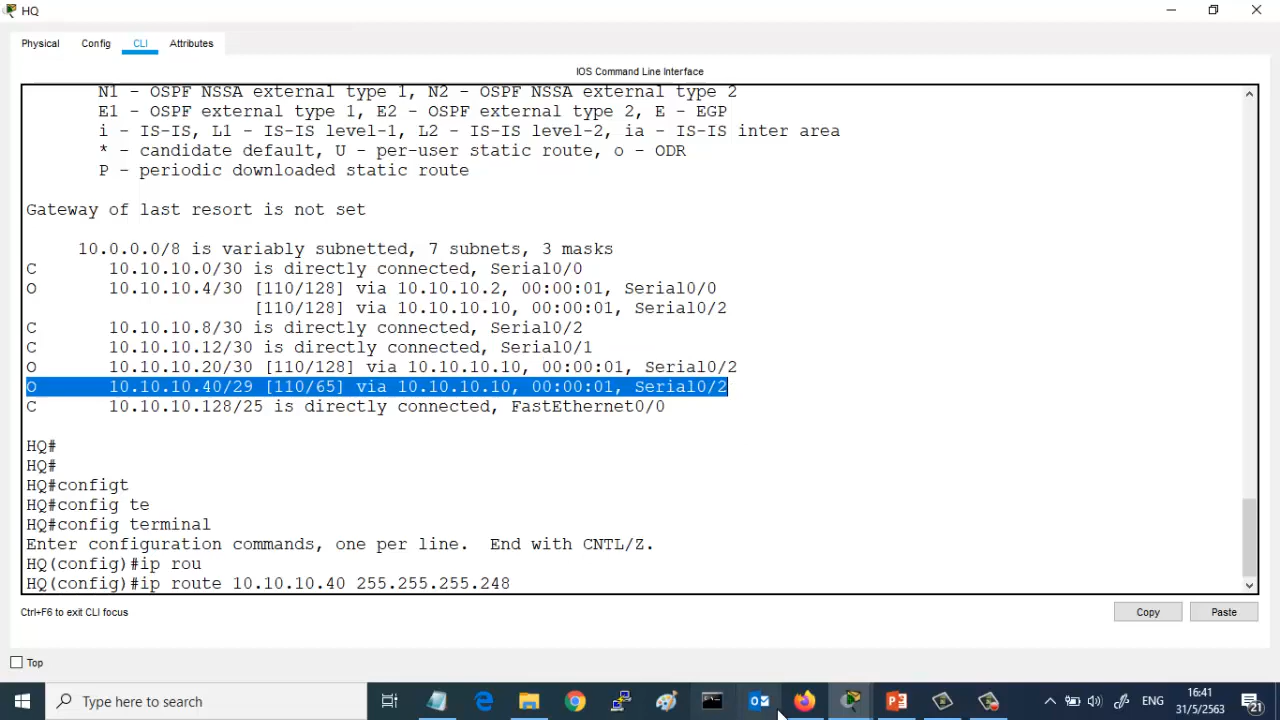 HQ
Physical Config CLI Attributes
IOS Command Line Interface
N1 - OSPF NSSA external type 1, N2 - OSPF NSSA external type 2
E1 - OSPF external type 1, E2 - OSPF external type 2, E - EGP
i - IS-IS, L1 - IS-IS level-1, L2 - IS-IS level-2, ia - IS-IS inter area
* - candidate default, U - per-user static route, o - ODR
P - periodic downloaded static route
Gateway of last resort is not set
10.0.0.0/8 is variably subnetted, 7 subnets, 3 masks
C 10.10.10.0/30 is directly connected, Serial0/0
O 10.10.10.4/30 [110/128] via 10.10.10.2, 00:00:01, Serial0/0
[110/128] via 10.10.10.10, 00:00:01, Serial0/2
C 10.10.10.8/30 is directly connected, Serial0/2
C 10.10.10.12/30 is directly connected, Serial0/1
O 10.10.10.20/30 [110/128] via 10.10.10.10, 00:00:01, Serial0/2
O 10.10.10.40/29 [110/65] via 10.10.10.10, 00:00:01, Serial0/2
C 10.10.10.128/25 is directly connected, FastEthernet0/0
HQ#
HQ#
HQ#configt
HQ#config te
HQ#config terminal
Enter configuration commands, one per line. End with CNTL/Z.
HQ(config)#ip rou
HQ(config)#ip route 10.10.10.40 255.255.255.248
Ctrl+F6 to exit CLI focus
Copy Paste
Top
Type here to search
ENG
16:41
31/5/2563
21